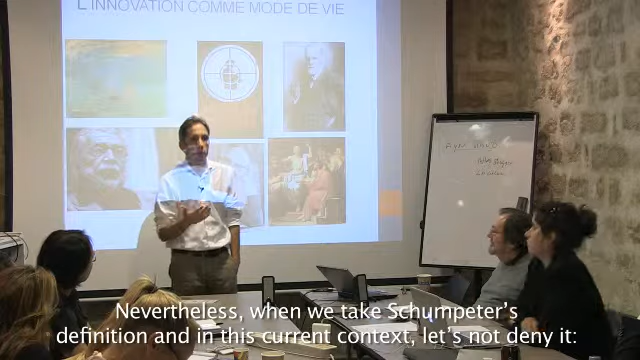 L'INNOVATION COMME MODE DE VIE
Nevertheless, when we take Schumpeter's
definition and in this current context, let's not deny it: